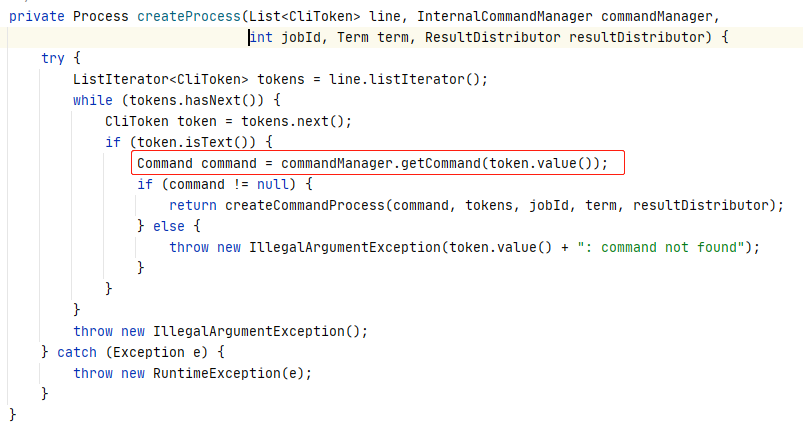 private Process createProcess(List<CliToken> line, InternalCommandManager commandManager,
int jobId, Term term, ResultDistributor resultDistributor) {
try {
ListIterator<CliToken> tokens = line.listIterator();
while (tokens.hasNext()) {
CliToken token = tokens.next();
if (token.isText()) {
Command command = commandManager.getCommand(token.value());
if (command != null) {
return createCommandProcess(command, tokens, jobId, term, resultDistributor);
} else {
throw new IllegalArgumentException(token.value() + ": command not found");
}
}
}
throw new IllegalArgumentException();
} catch (Exception e) {
throw new RuntimeException(e);
}
}